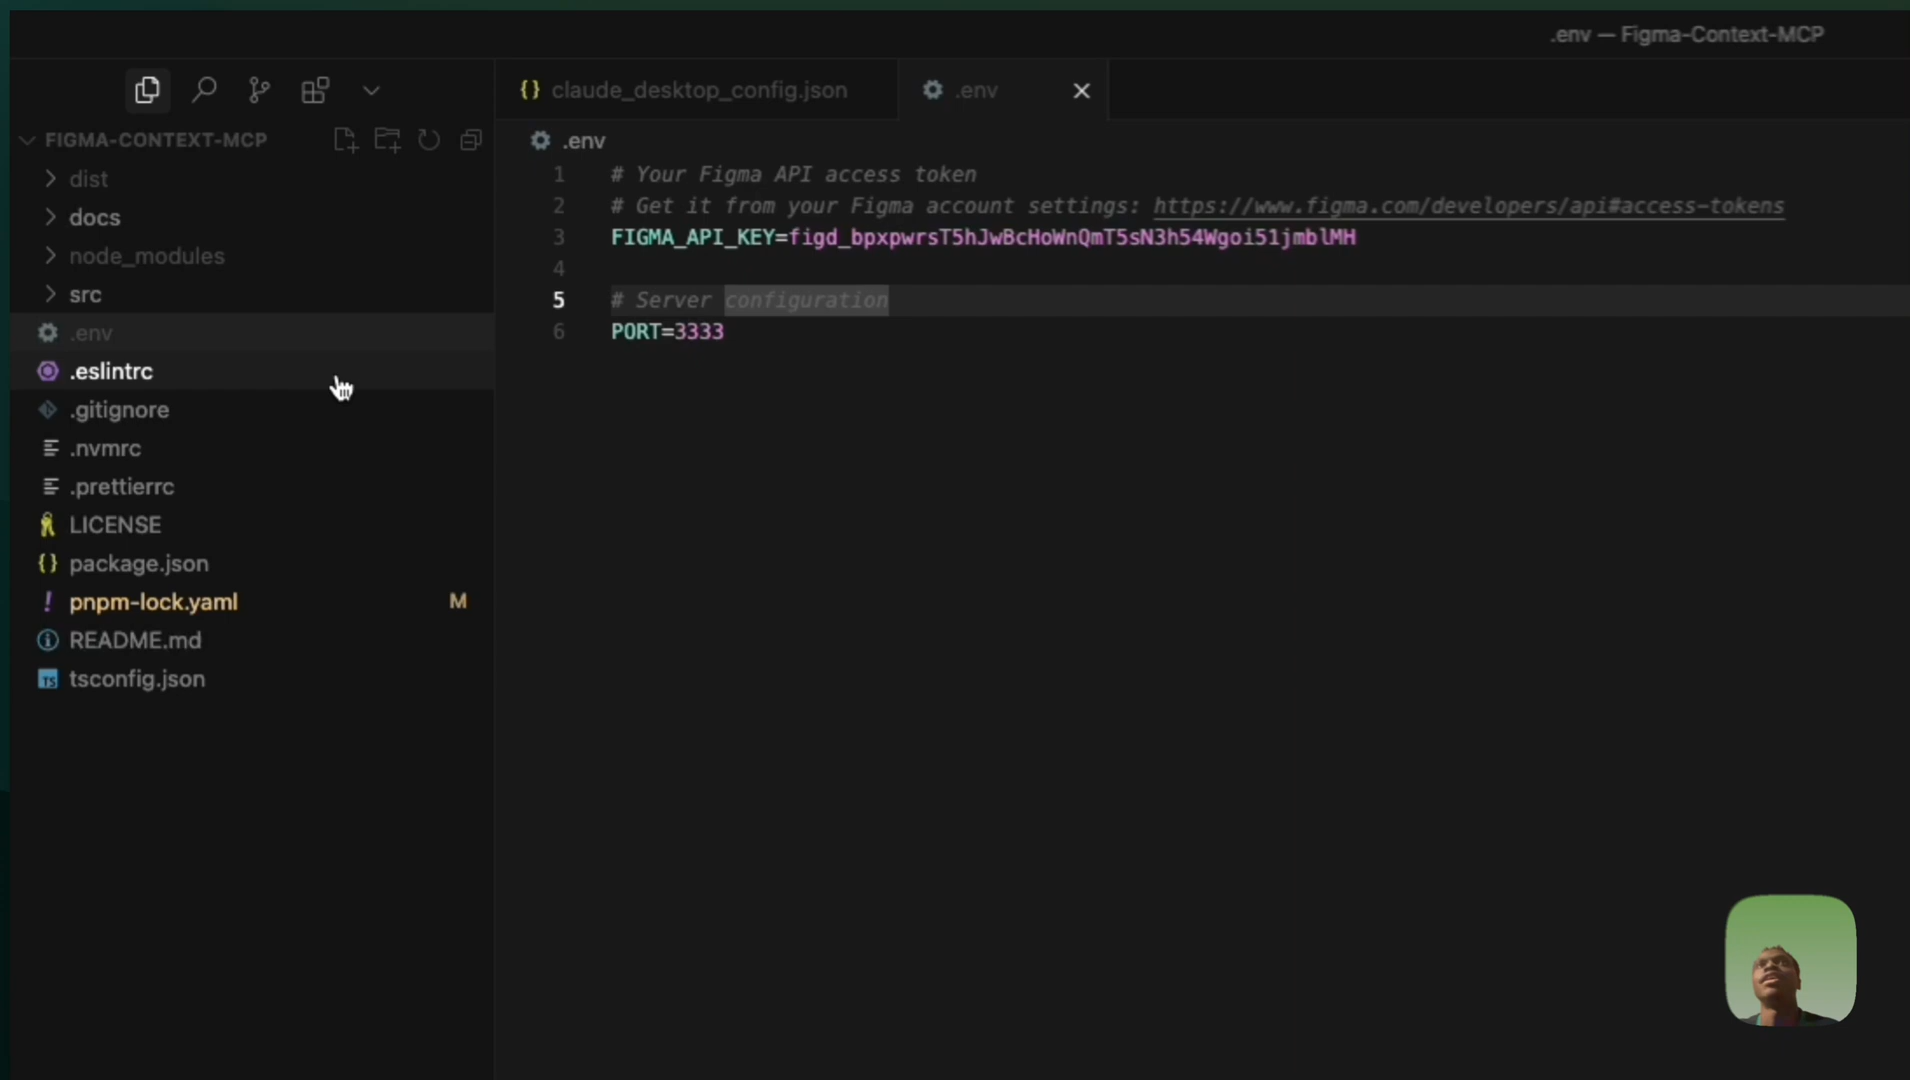 .env — Figma-Context-MCP
claude_desktop_config.json
.env
FIGMA-CONTEXT-MCP
dist
docs
node_modules
src
.env
.eslintrc
.gitignore
.nvmrc
.prettierrc
LICENSE
package.json
pnpm-lock.yaml M
README.md
tsconfig.json
.env
1 # Your Figma API access token
2 # Get it from your Figma account settings: https://www.figma.com/developers/api#access-tokens
3 FIGMA_API_KEY=figd_bpxpwrsT5hJwBcHoWnQmT5sN3h54Wgoi51jmblMH
4
5 # Server configuration
6 PORT=3333